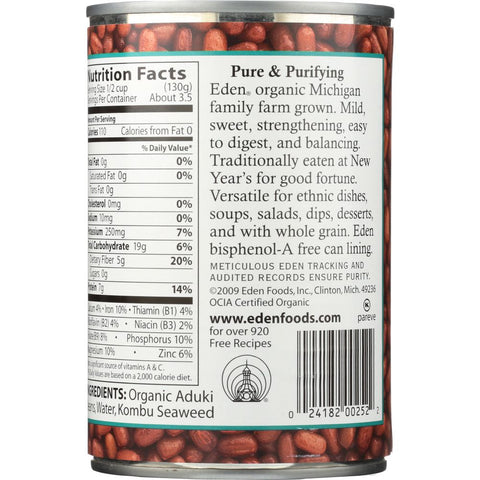 Nutrition Facts
Serving Size 1/2 cup (130g)
Servings Per Container About 3.5
Amount Per Serving
Calories 110 Calories from Fat 0
% Daily Value*
Total Fat 0g 0%
Saturated Fat 0g 0%
Trans Fat 0g
Cholesterol 0mg 0%
Sodium 10mg 0%
Potassium 250mg 7%
Total Carbohydrate 19g 6%
Dietary Fiber 5g 20%
Sugars 0g
Protein 7g 14%
Calcium 4% • Iron 10% • Thiamin (B1) 4%
Riboflavin (B2) 4% • Niacin (B3) 2%
8% • Phosphorus 10%
Magnesium 10% • Zinc 6%
significant source of vitamins A & C.
Daily Values are based on a 2,000 calorie diet.
INGREDIENTS: Organic Aduki
Beans, Water, Kombu Seaweed
Pure & Purifying
Eden® organic Michigan
family farm grown. Mild,
sweet, strengthening, easy
to digest, and balancing.
Traditionally eaten at New
Year's for good fortune.
Versatile for ethnic dishes,
soups, salads, dips, desserts,
and with whole grain. Eden
bisphenol-A free can lining.
METICULOUS EDEN TRACKING AND
AUDITED RECORDS ENSURE PURITY.
©2009 Eden Foods, Inc., Clinton, Mich. 49236
OCIA Certified Organic
www.edenfoods.com
for over 920
Free Recipes
K
pareve
0 24182 00252 2